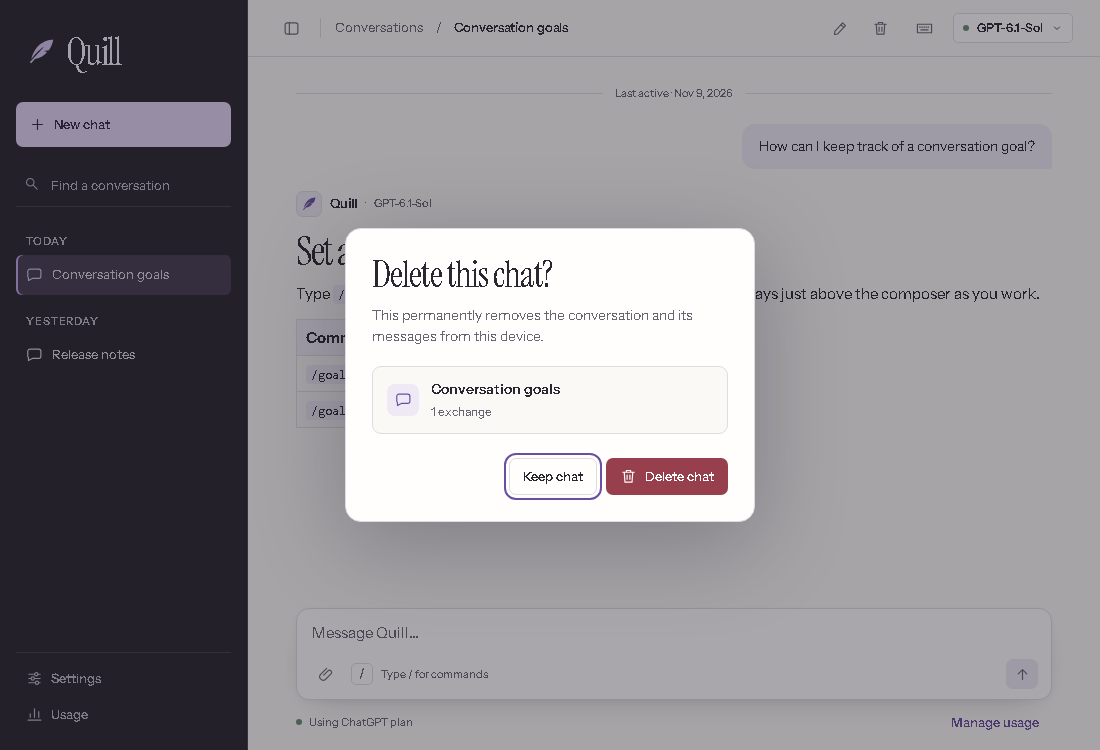 Quill
New chat
Find a conversation
TODAY
Conversation goals
YESTERDAY
Release notes
Settings
Usage
Conversations / Conversation goals
GPT-6.1-Sol
Last active · Nov 9, 2026
How can I keep track of a conversation goal?
Quill · GPT-6.1-Sol
Set a
Type /
ays just above the composer as you work.
Comm
/goal
/goal
Delete this chat?
This permanently removes the conversation and its
messages from this device.
Conversation goals
1 exchange
Keep chat
Delete chat
Message Quill...
/ Type / for commands
Using ChatGPT plan
Manage usage